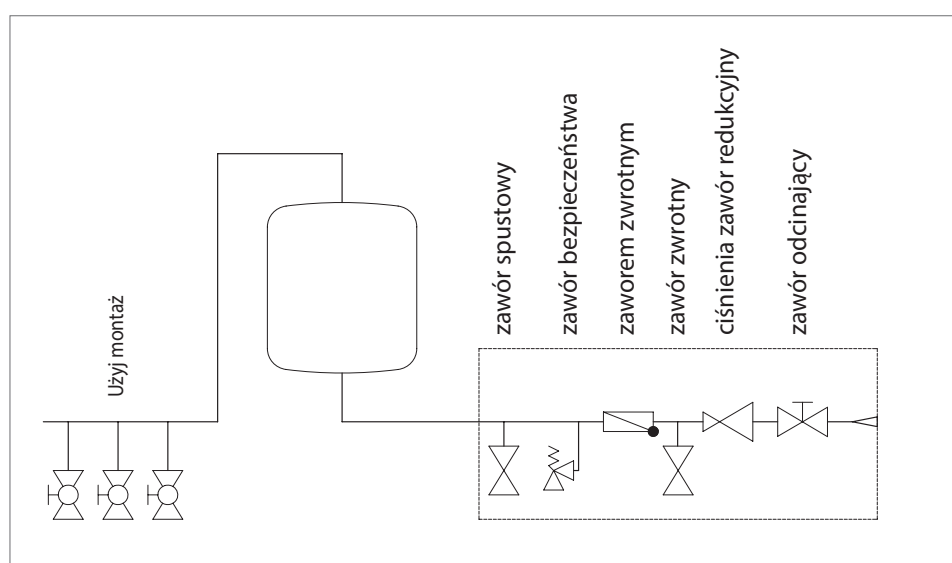 Użyj montaż
zawór spustowy
zawór bezpieczeństwa
zaworem zwrotnym
zawór zwrotny
ciśnienia zawór redukcyjny
zawór odcinający